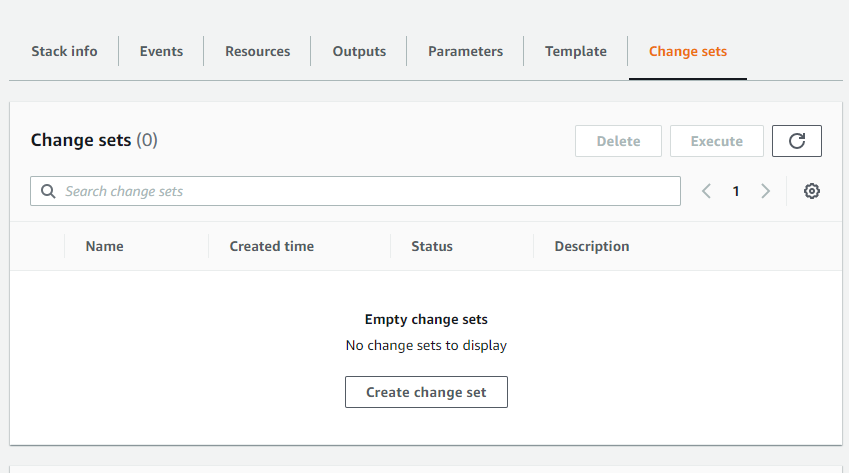 Stack info Events Resources Outputs Parameters Template Change sets
Change sets (0) Delete Execute
Search change sets 1
Name Created time Status Description
Empty change sets
No change sets to display
Create change set